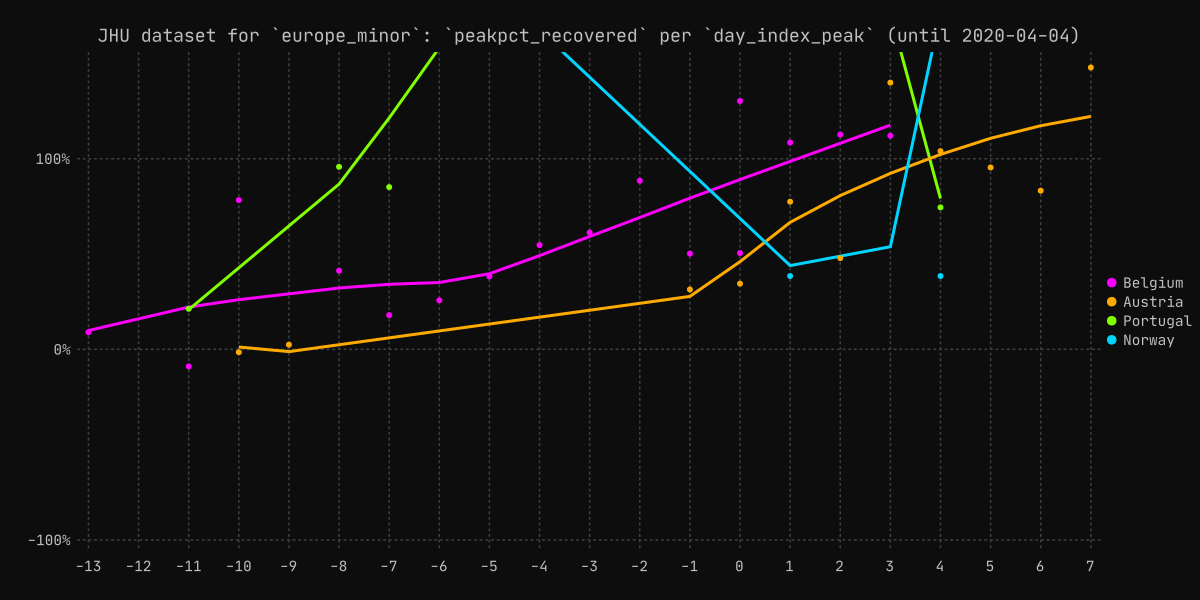 JHU dataset for `europe_minor`: `peakpct_recovered` per `day_index_peak` (until 2020-04-04)
100%
0%
-100%
-13 -12 -11 -10 -9 -8 -7 -6 -5 -4 -3 -2 -1 0 1 2 3 4 5 6 7
Belgium
Austria
Portugal
Norway